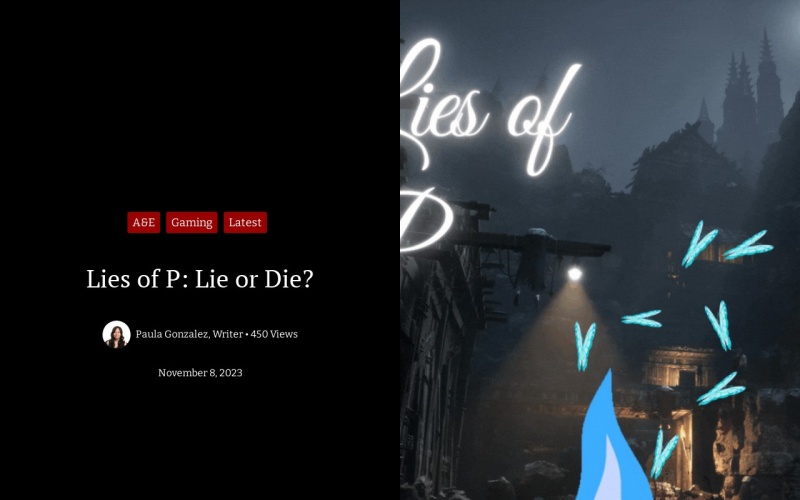 A&E Gaming Latest
Lies of P: Lie or Die?
Paula Gonzalez, Writer • 450 Views
November 8, 2023
Lies of
P